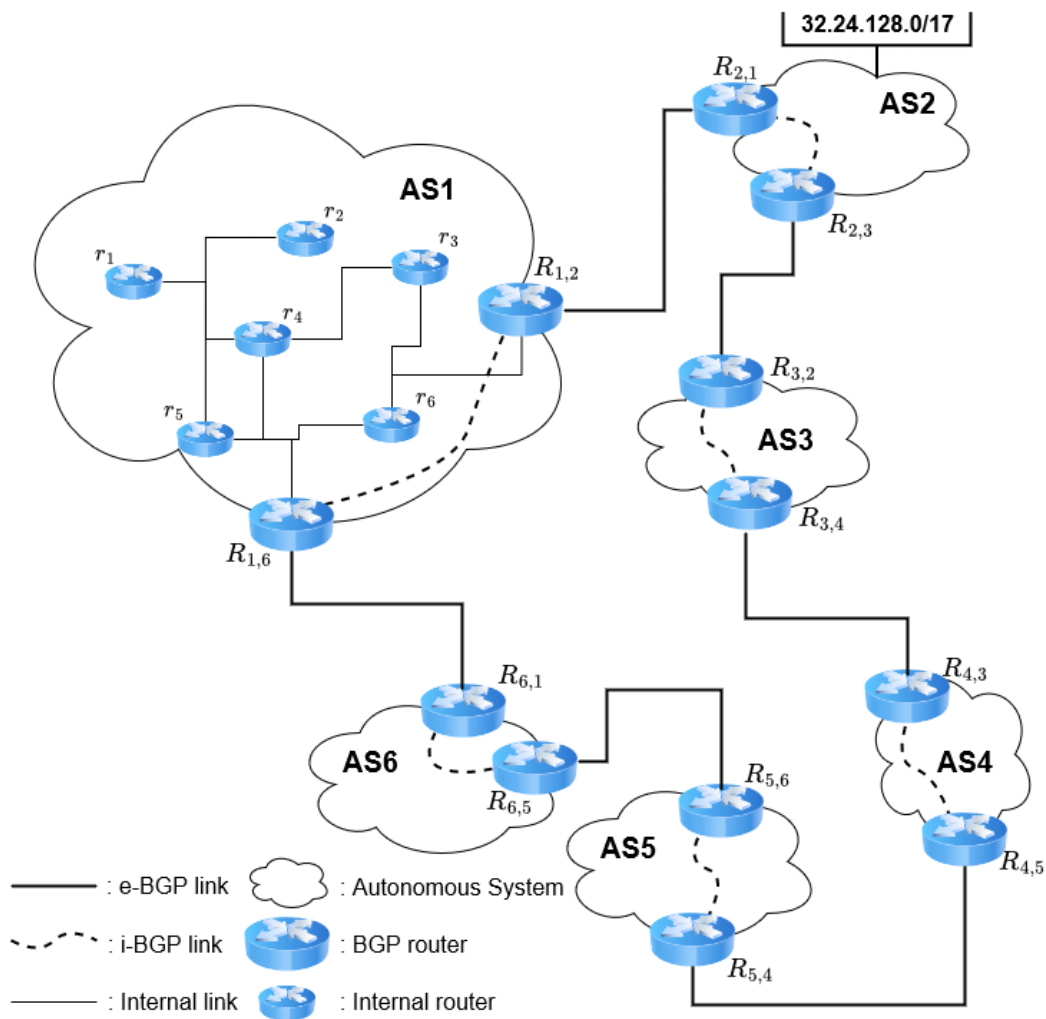 32.24.128.0/17
R2,1
AS2
R2,3
AS1
r1
r2
r3
r4
r5
r6
R1,2
R1,6
R3,2
AS3
R3,4
R4,3
AS4
R4,5
R6,1
AS6
R6,5
R5,6
AS5
R5,4
: e-BGP link
: Autonomous System
: i-BGP link
: BGP router
: Internal link
: Internal router